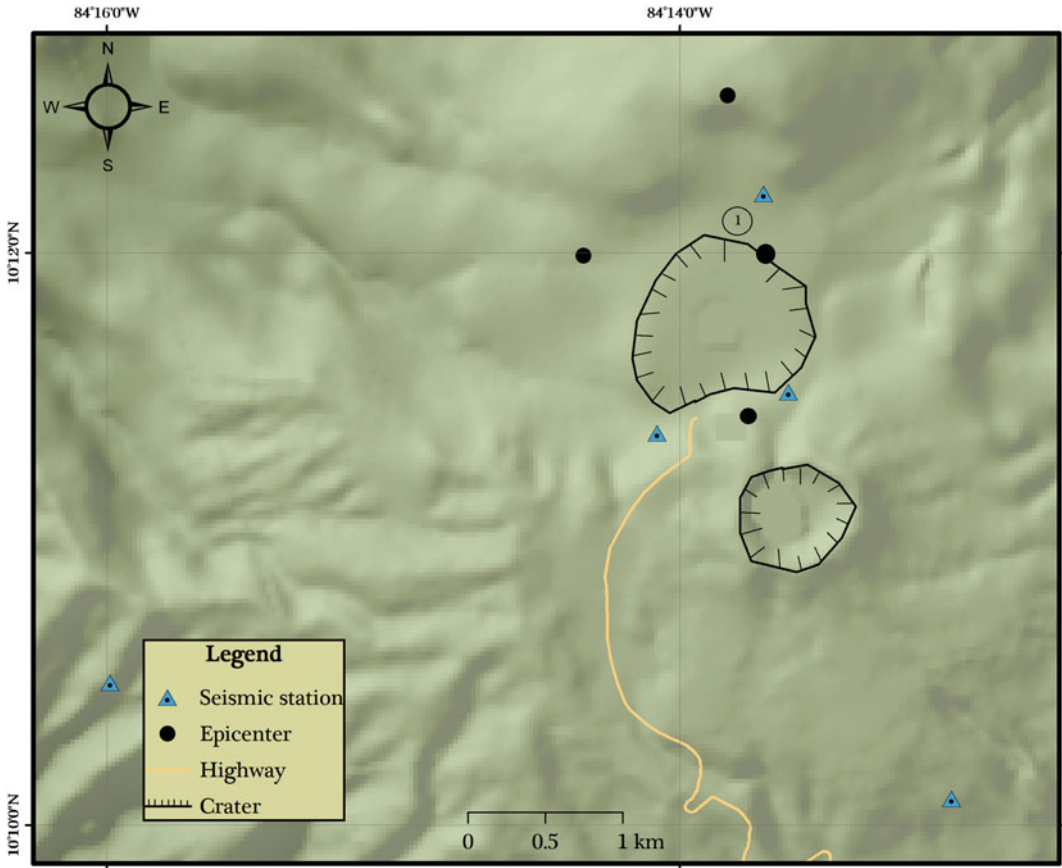 84°16'0"W
84°14'0"W
N
W
E
S
1
10°12'0"N
Legend
Seismic station
Epicenter
Highway
Crater
0
0.5
1 km
10°10'0"N